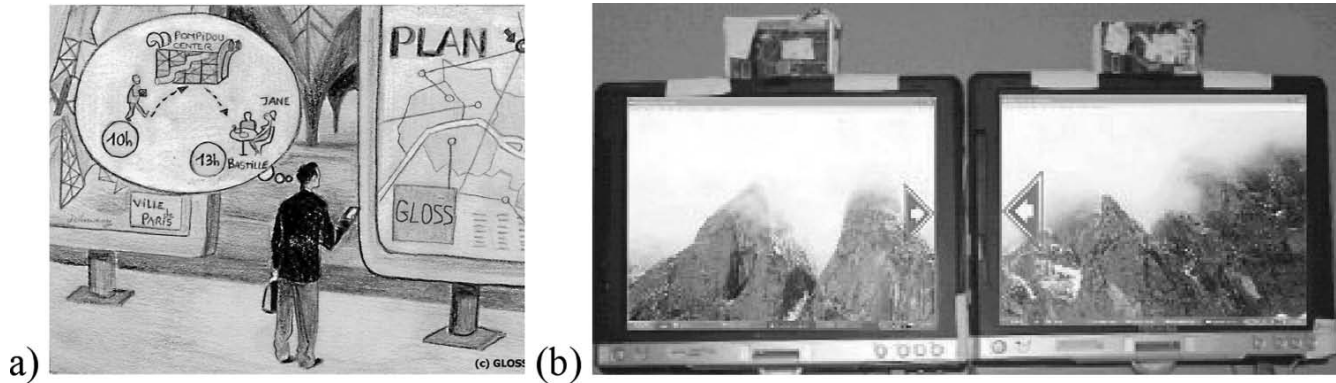 POMPIDOU
CENTER
JANE
10h
13h
BASTILLE
VILLE
PARIS
PLAN
GLOSS
(c) GLOSS
a)
(b)